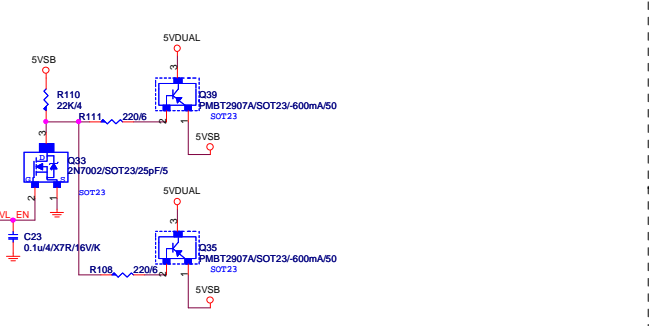 5VDUAL
5VSB
3
R110
22K/4
Q39
PMBT2907A/SOT23/-600mA/50
SOT23
R111
220/6
2
1
5VSB
3
D
Q33
2N7002/SOT23/25pF/5
G
S
SOT23
2
1
5VDUAL
VL_EN
3
C23
0.1u/4/X7R/16V/K
Q35
PMBT2907A/SOT23/-600mA/50
SOT23
R108
220/6
2
1
5VSB